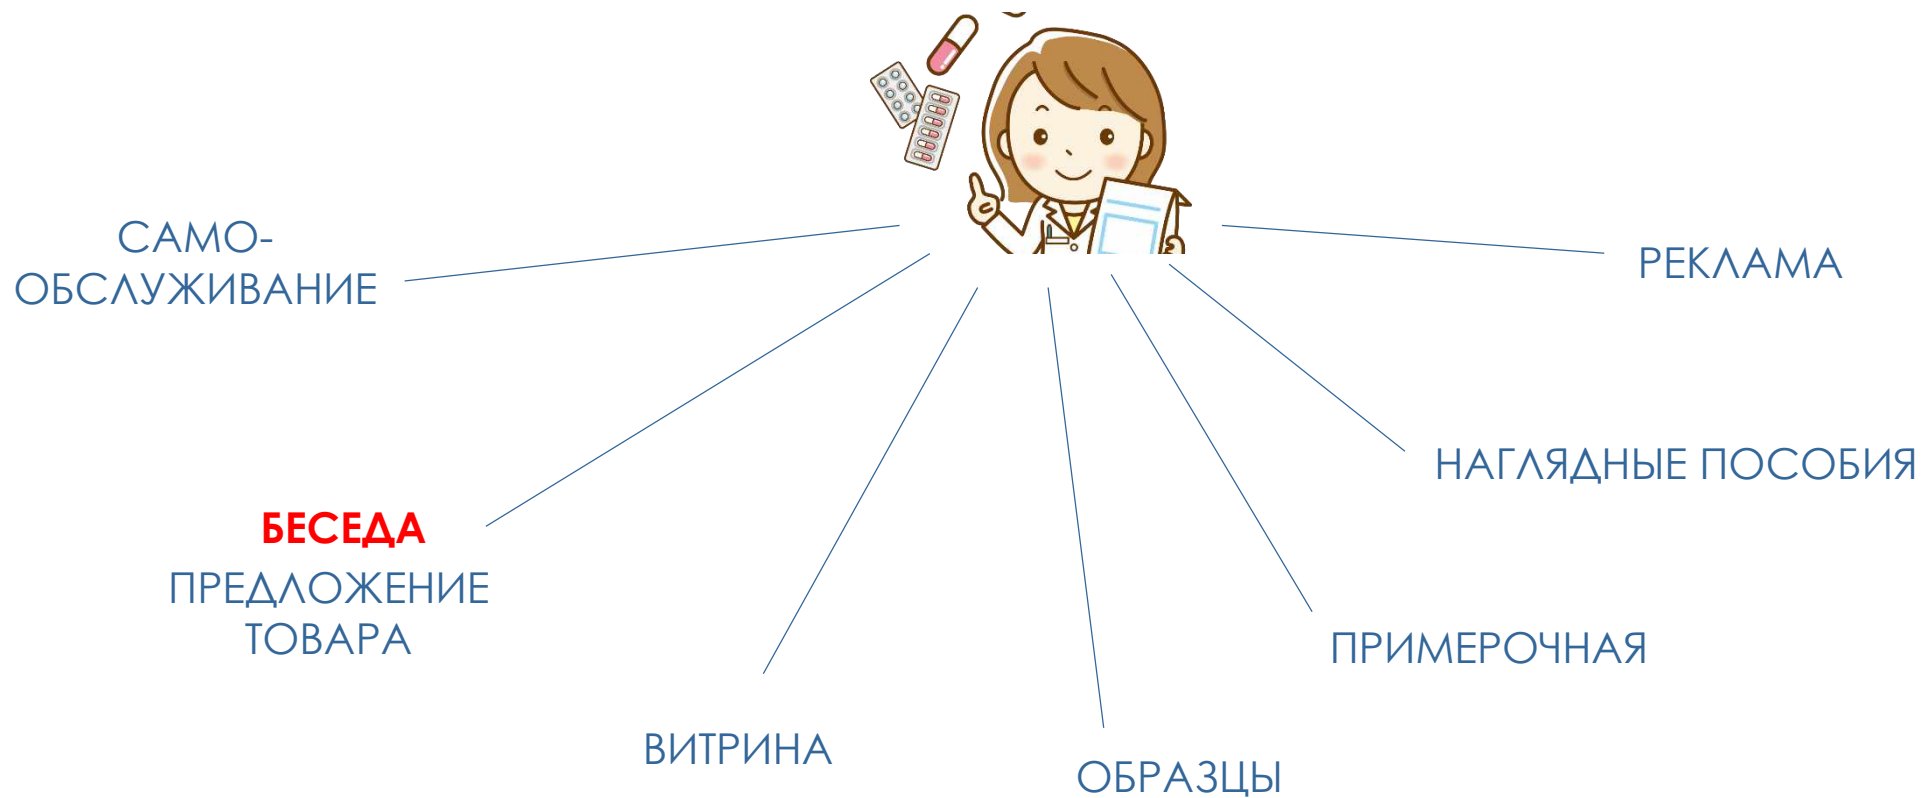 САМО-
ОБСЛУЖИВАНИЕ
БЕСЕДА
ПРЕДЛОЖЕНИЕ
ТОВАРА
ВИТРИНА
ОБРАЗЦЫ
ПРИМЕРОЧНАЯ
НАГЛЯДНЫЕ ПОСОБИЯ
РЕКЛАМА